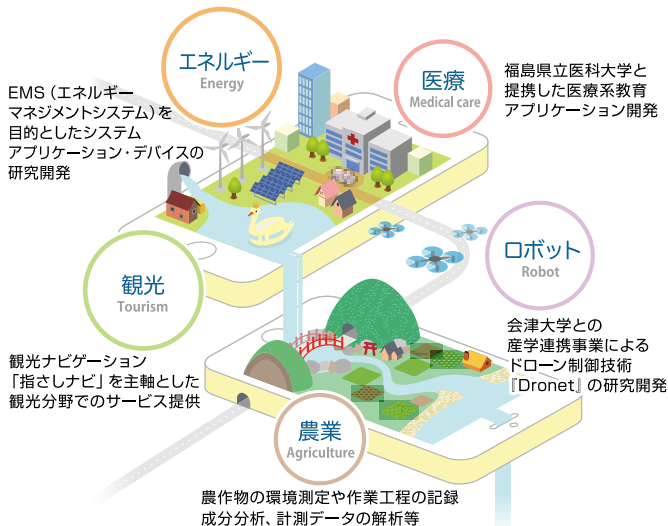 エネルギー
Energy
EMS（エネルギー
マネジメントシステム）を
目的としたシステム
アプリケーション・デバイスの
研究開発
医療
Medical care
福島県立医科大学と
提携した医療系教育
アプリケーション開発
観光
Tourism
観光ナビゲーション
「指さしナビ」を主軸とした
観光分野でのサービス提供
ロボット
Robot
会津大学との
産学連携事業による
ドローン制御技術
『Dronet』の研究開発
農業
Agriculture
農作物の環境測定や作業工程の記録
成分分析、計測データの解析等